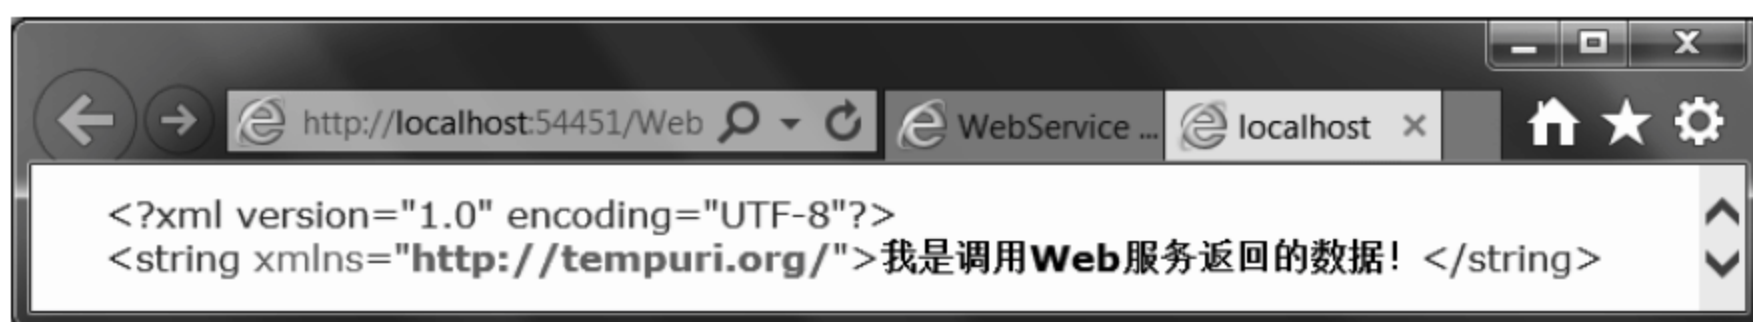 http://localhost:54451/Web
WebService ...
localhost
<?xml version="1.0" encoding="UTF-8"?>
<string xmlns="http://tempuri.org/">我是调用Web服务返回的数据！</string>